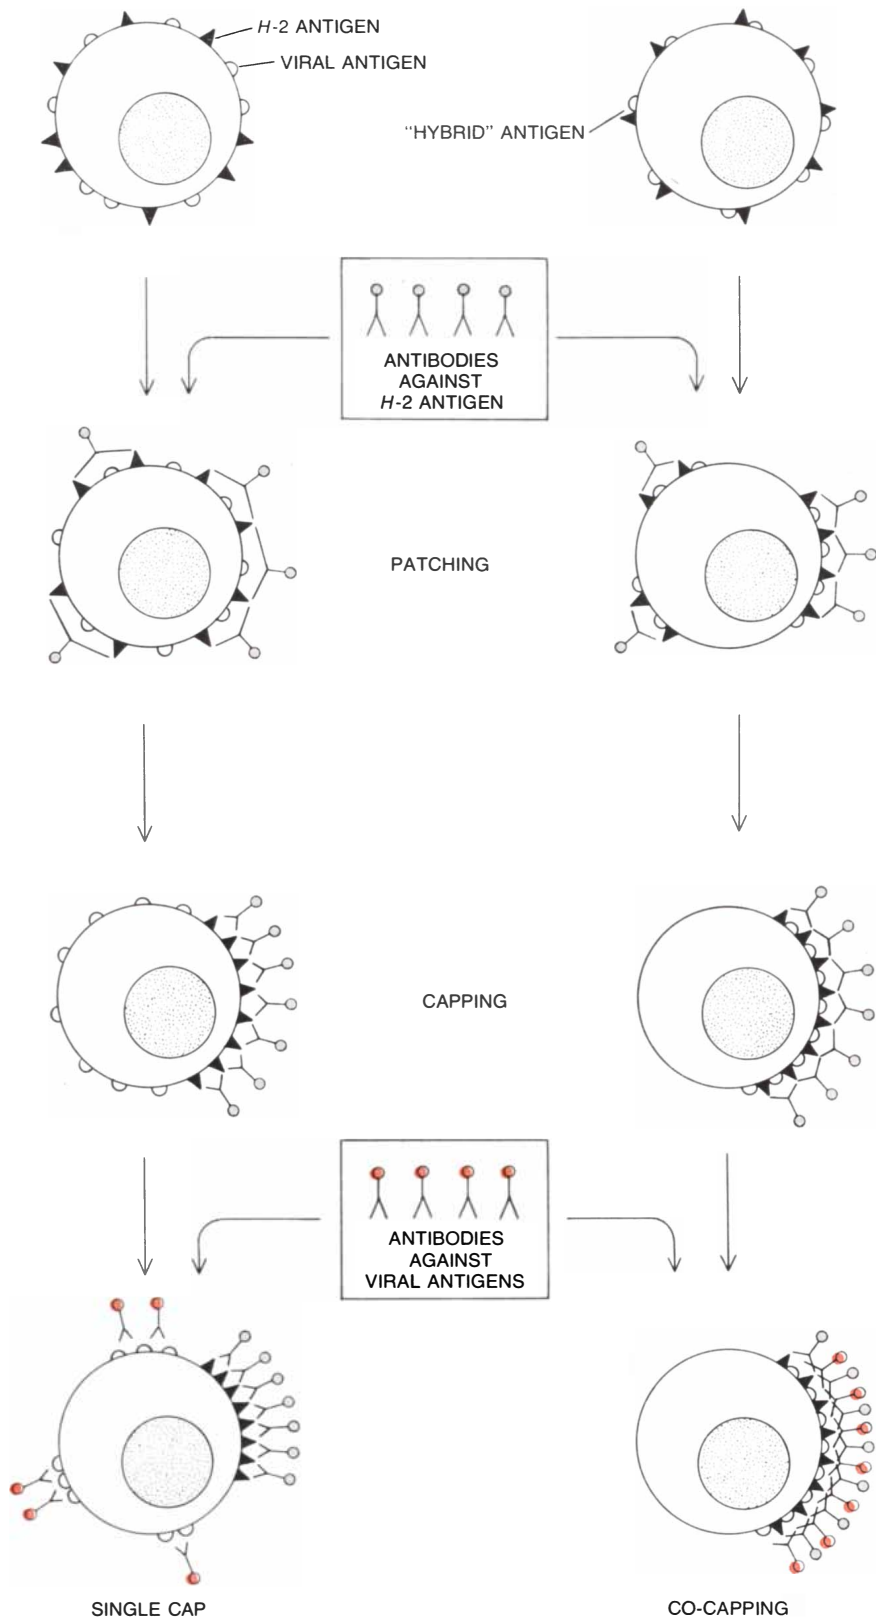 H-2 ANTIGEN
VIRAL ANTIGEN
"HYBRID" ANTIGEN
ANTIBODIES
AGAINST
H-2 ANTIGEN
PATCHING
CAPPING
ANTIBODIES
AGAINST
VIRAL ANTIGENS
SINGLE CAP
CO-CAPPING